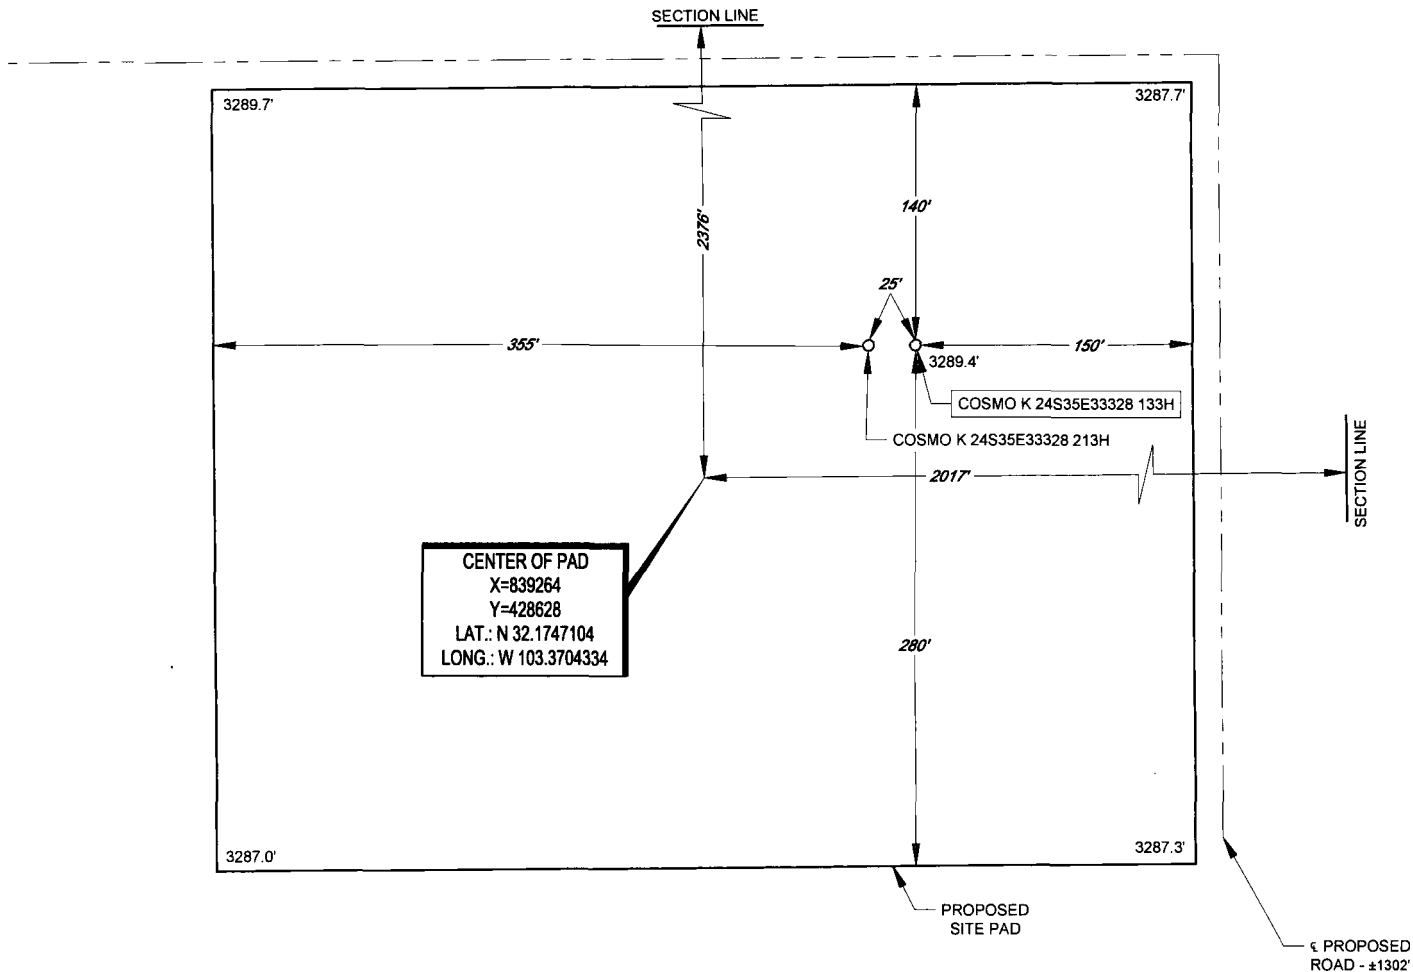 SECTION LINE
3289.7'
3287.7'
2376'
140'
25'
355'
150'
3289.4'
COSMO K 24S35E33328 133H
COSMO K 24S35E33328 213H
2017'
SECTION LINE
CENTER OF PAD
X=839264
Y=428628
LAT.: N 32.1747104
LONG.: W 103.3704334
280'
3287.0'
3287.3'
PROPOSED
SITE PAD
℄ PROPOSED
ROAD - ±1302'